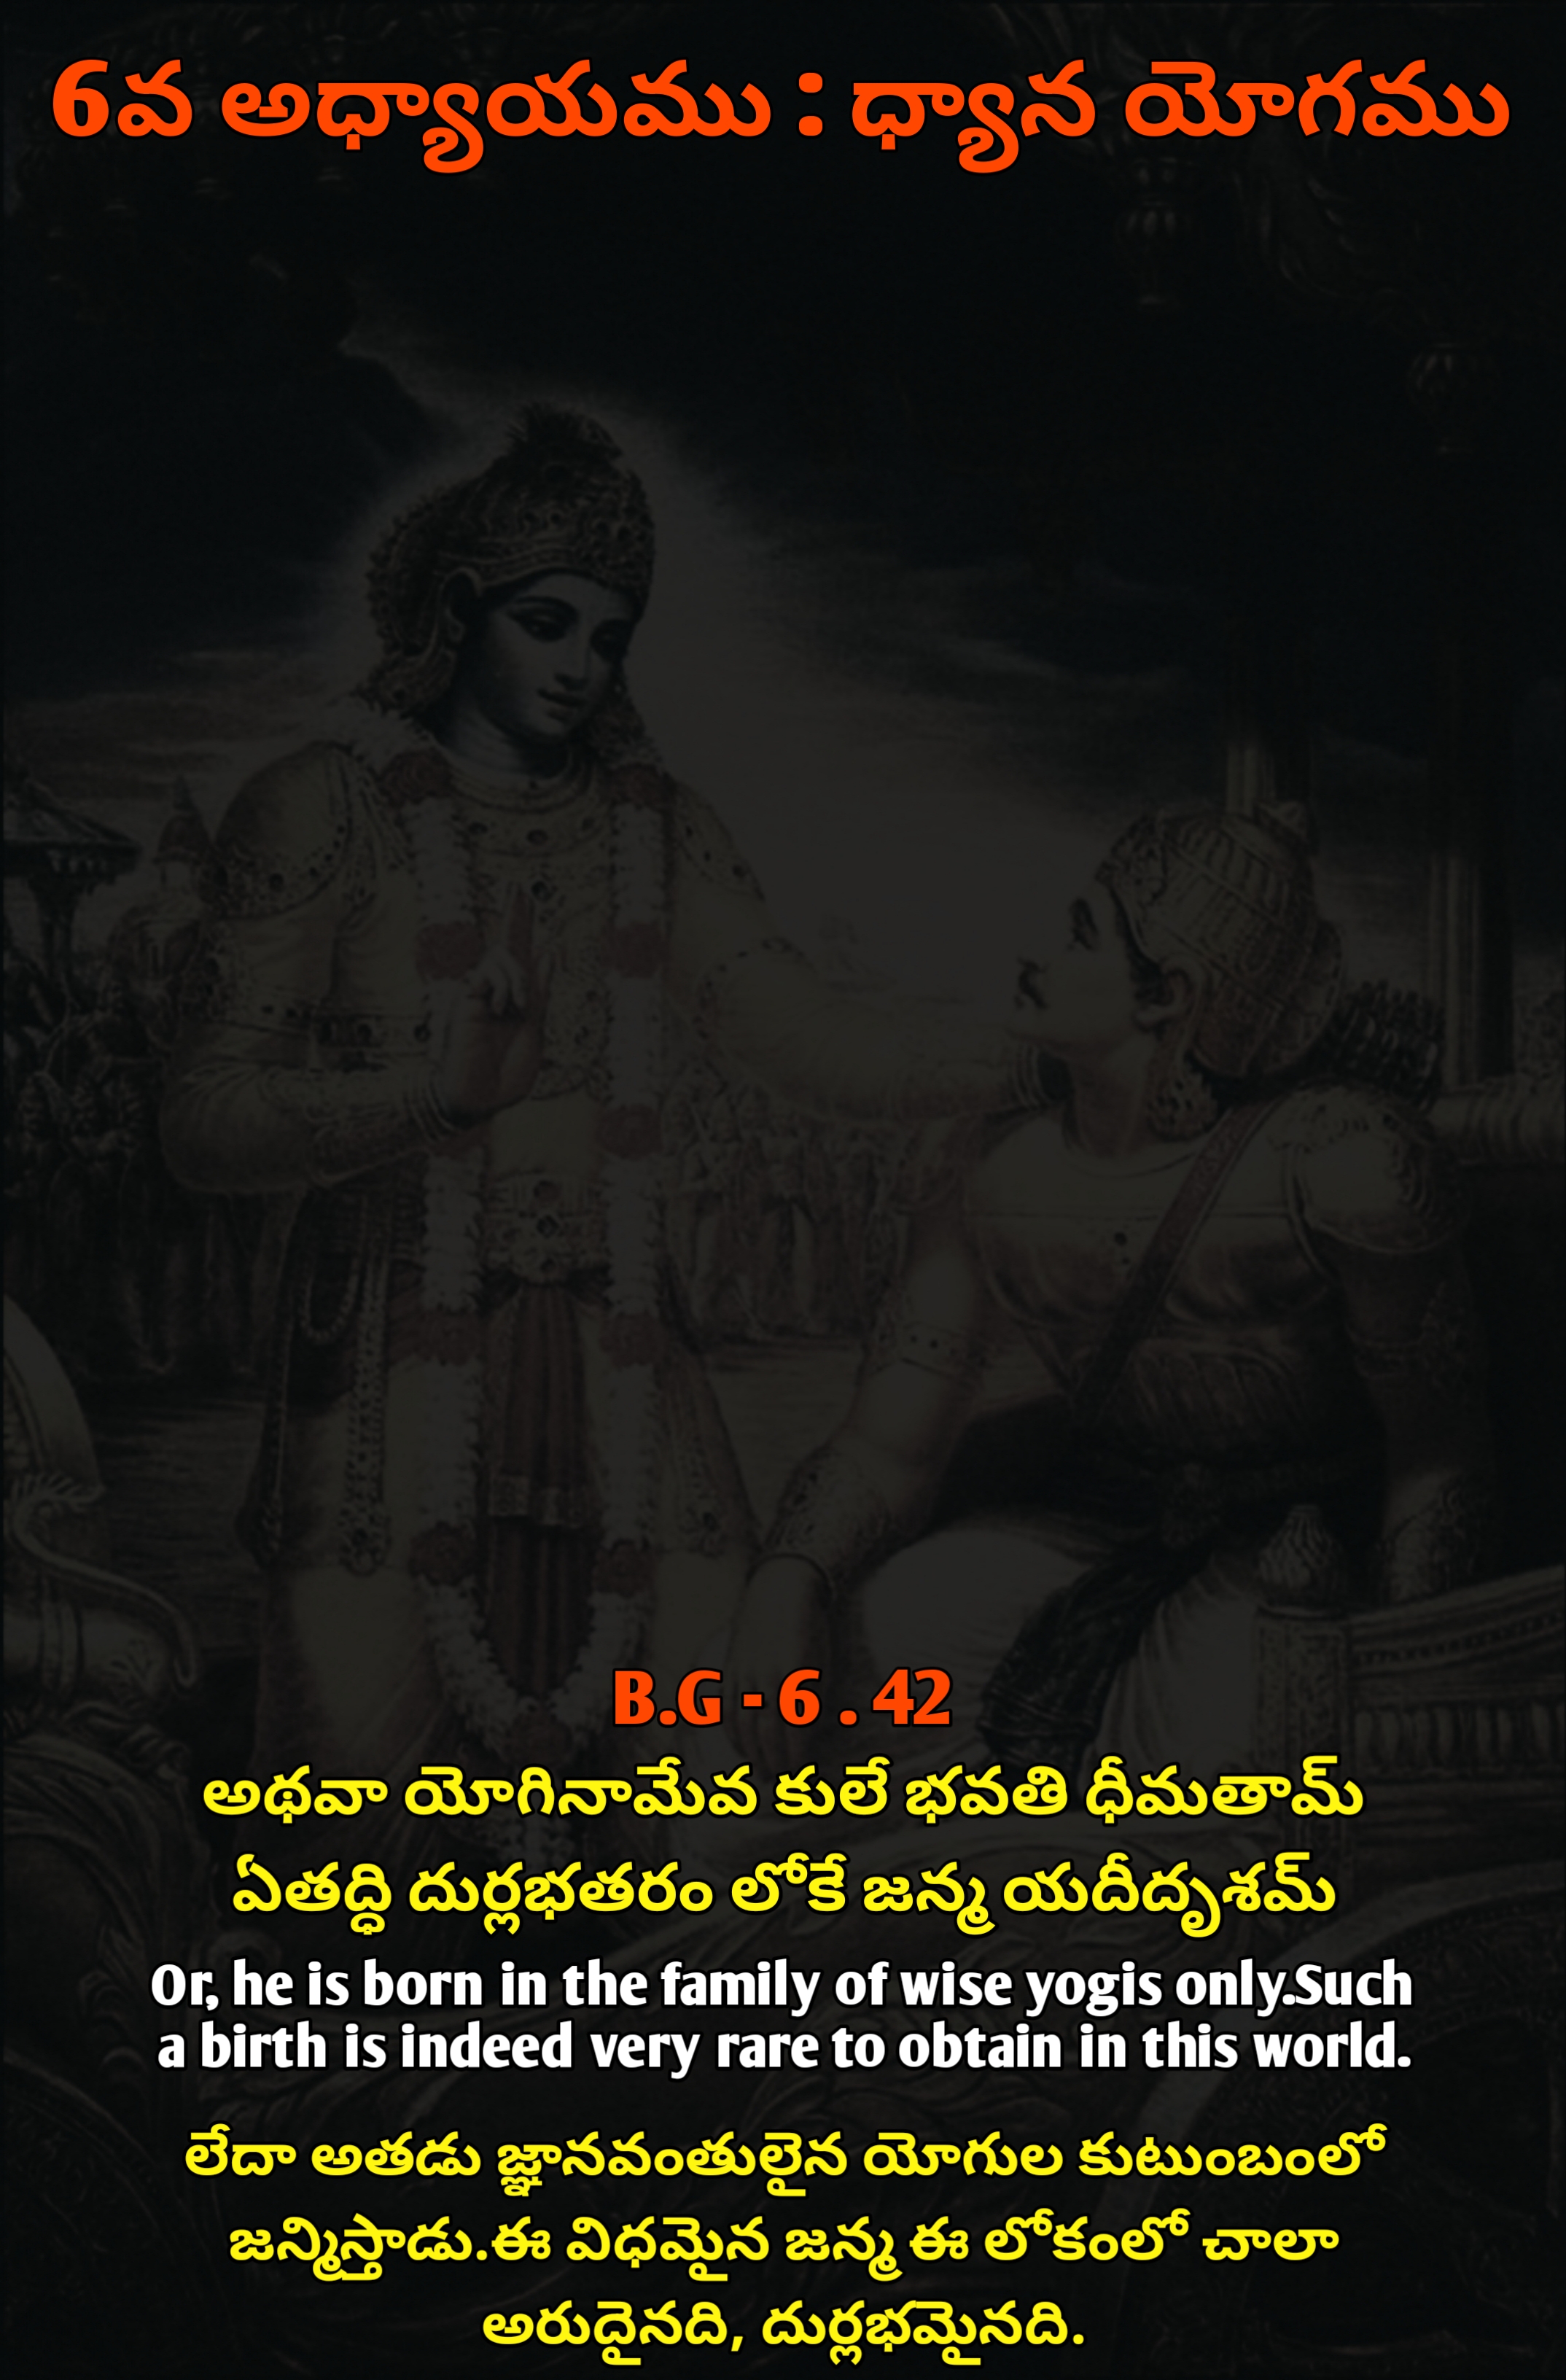 6వ అధ్యాయము : ధ్యాన యోగము
B.G - 6 . 42
అథవా యోగినామేవ కులే భవతి ధీమతామ్
ఏతద్ధి దుర్లభతరం లోకే జన్మ యదీదృశమ్
Or, he is born in the family of wise yogis only.Such
a birth is indeed very rare to obtain in this world.
లేదా అతడు జ్ఞానవంతులైన యోగుల కుటుంబంలో
జన్మిస్తాడు.ఈ విధమైన జన్మ ఈ లోకంలో చాలా
అరుదైనది, దుర్లభమైనది.